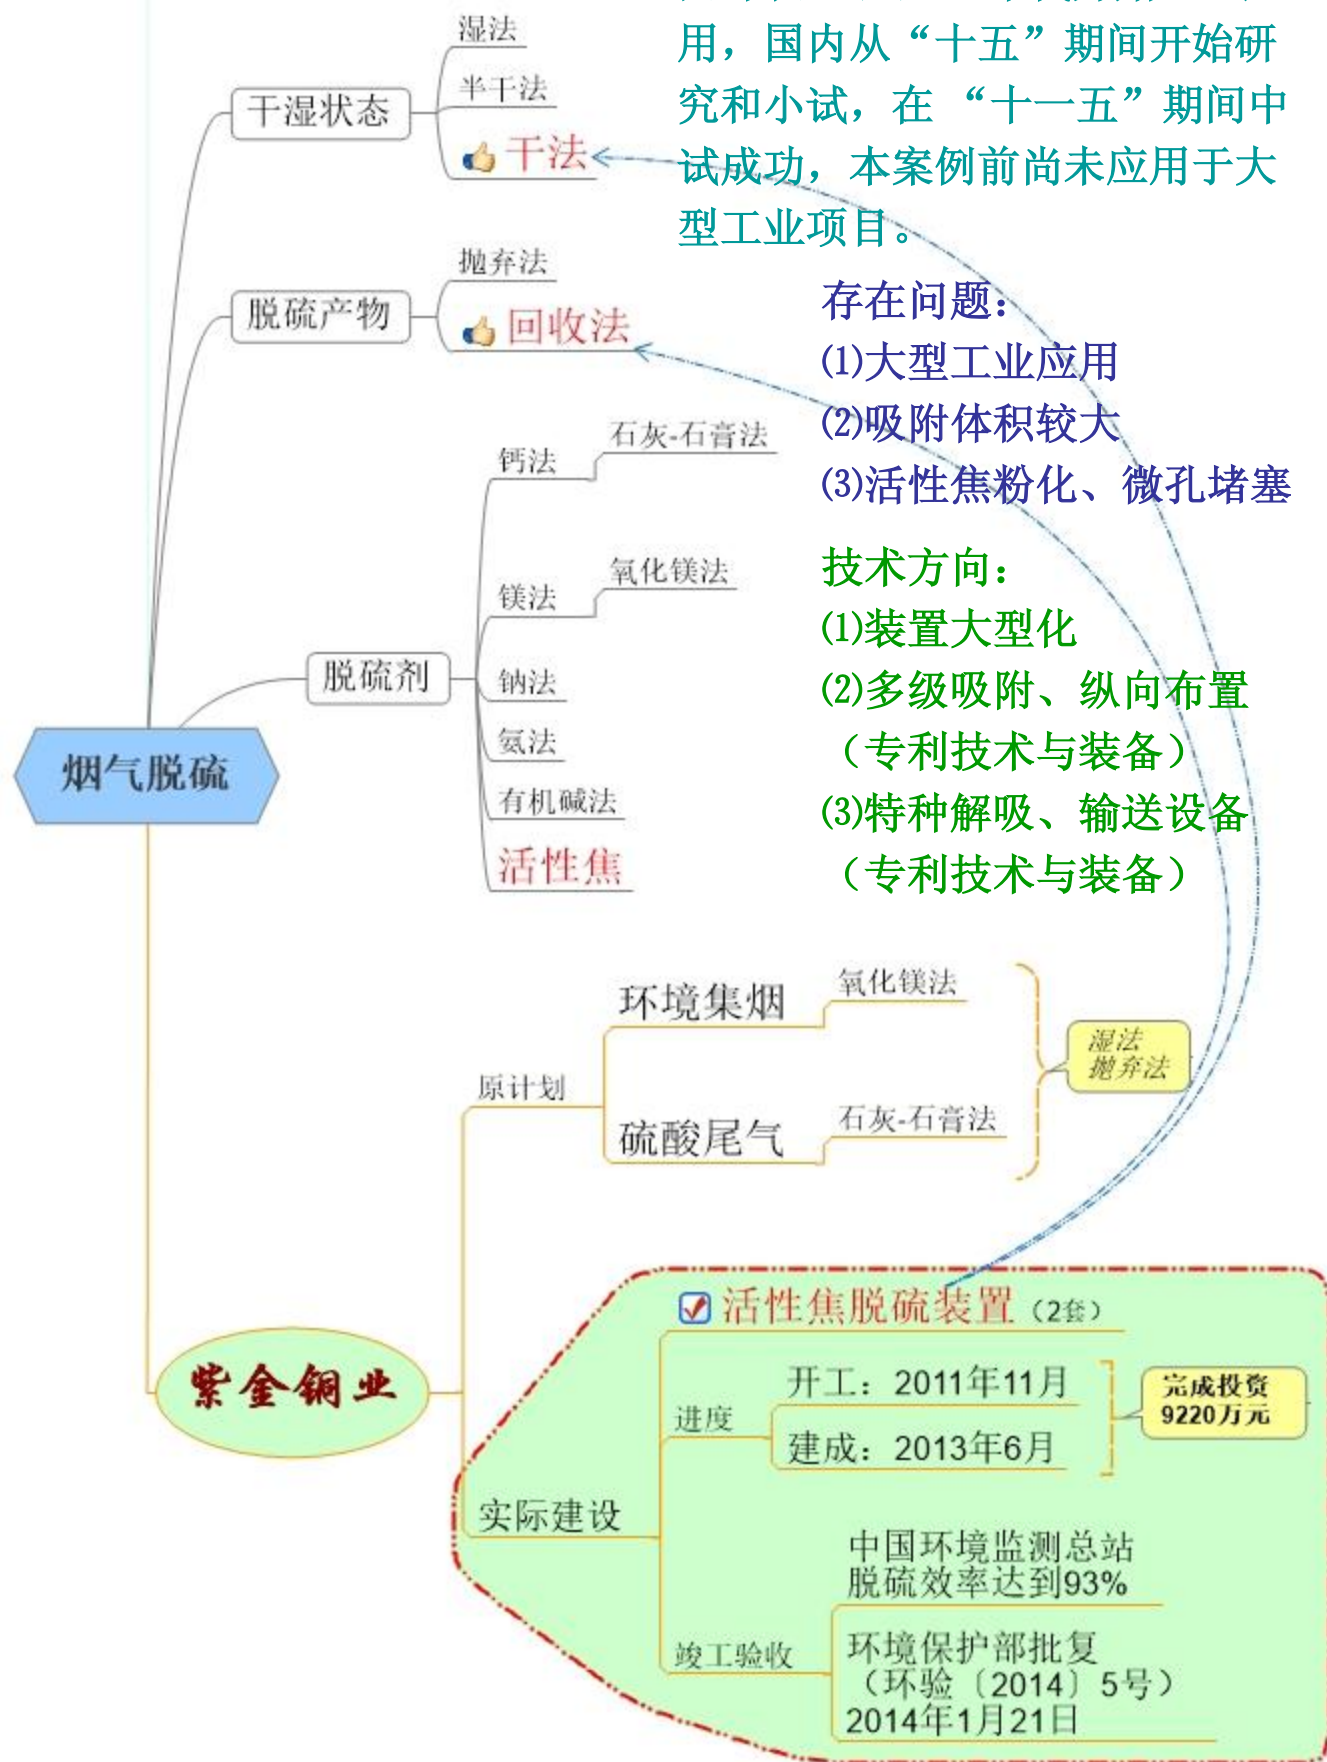 用，国内从“十五”期间开始研
究和小试，在 “十一五”期间中
试成功，本案例前尚未应用于大
型工业项目。
干湿状态
湿法
半干法
干法
脱硫产物
抛弃法
回收法
存在问题：
⑴大型工业应用
⑵吸附体积较大
⑶活性焦粉化、微孔堵塞
脱硫剂
钙法
石灰-石膏法
镁法
氧化镁法
钠法
氨法
有机碱法
活性焦
技术方向：
⑴装置大型化
⑵多级吸附、纵向布置
（专利技术与装备）
⑶特种解吸、输送设备
（专利技术与装备）
烟气脱硫
原计划
环境集烟
氧化镁法
硫酸尾气
石灰-石膏法
湿法
抛弃法
紫金铜业
实际建设
活性焦脱硫装置（2套）
进度
开工：2011年11月
建成：2013年6月
完成投资
9220万元
竣工验收
中国环境监测总站
脱硫效率达到93%
环境保护部批复
（环验〔2014〕5号）
2014年1月21日